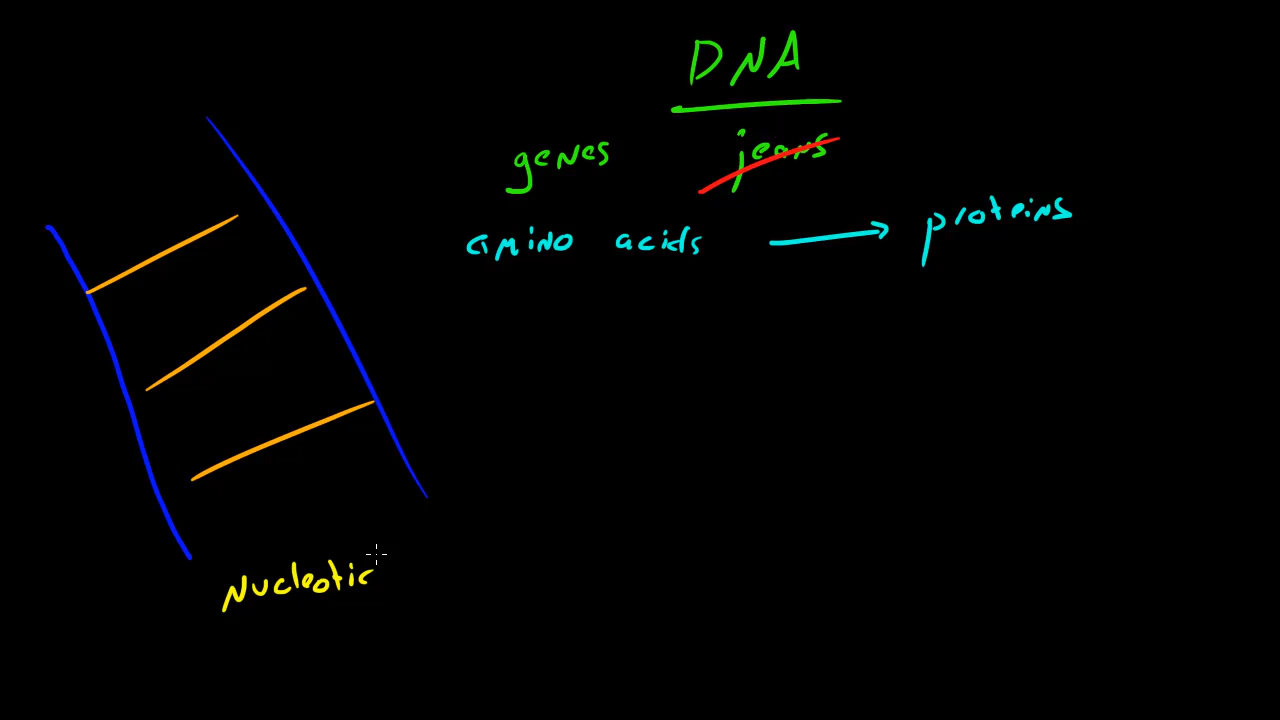 DNA
genes jeans
amino acids → proteins
Nucleotic